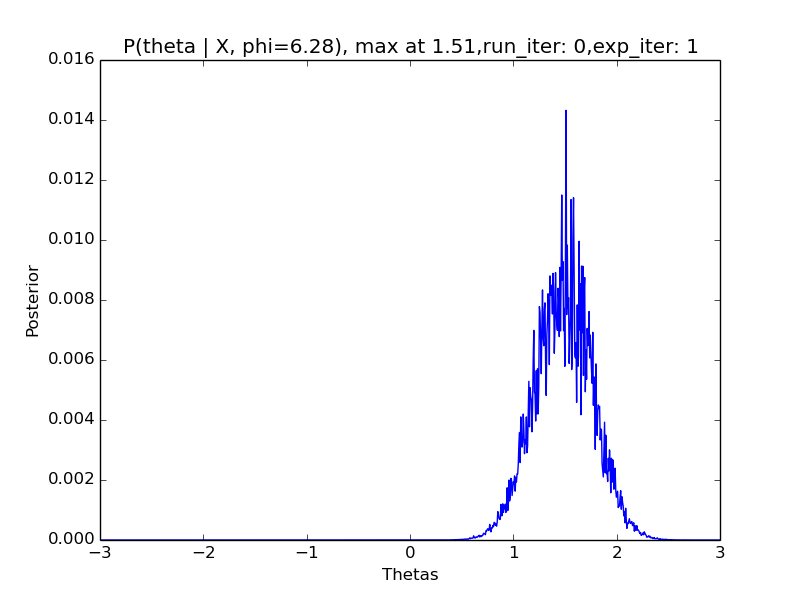 P(theta | X, phi=6.28), max at 1.51,run_iter: 0,exp_iter: 1
0.016
0.014
0.012
0.010
0.008
0.006
0.004
0.002
0.000
Posterior
−3 −2 −1 0 1 2 3
Thetas